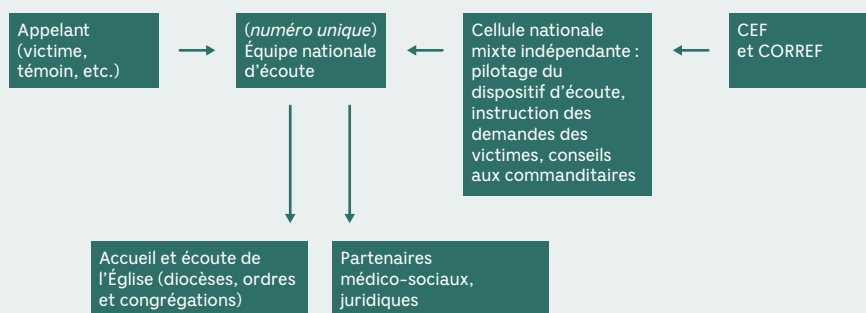 Appelant
(victime,
témoin, etc.)
(numéro unique)
Équipe nationale
d’écoute
Cellule nationale
mixte indépendante :
pilotage du
dispositif d’écoute,
instruction des
demandes des
victimes, conseils
aux commanditaires
CEF
et CORREF
Accueil et écoute de
l’Église (diocèses, ordres
et congrégations)
Partenaires
médico-sociaux,
juridiques